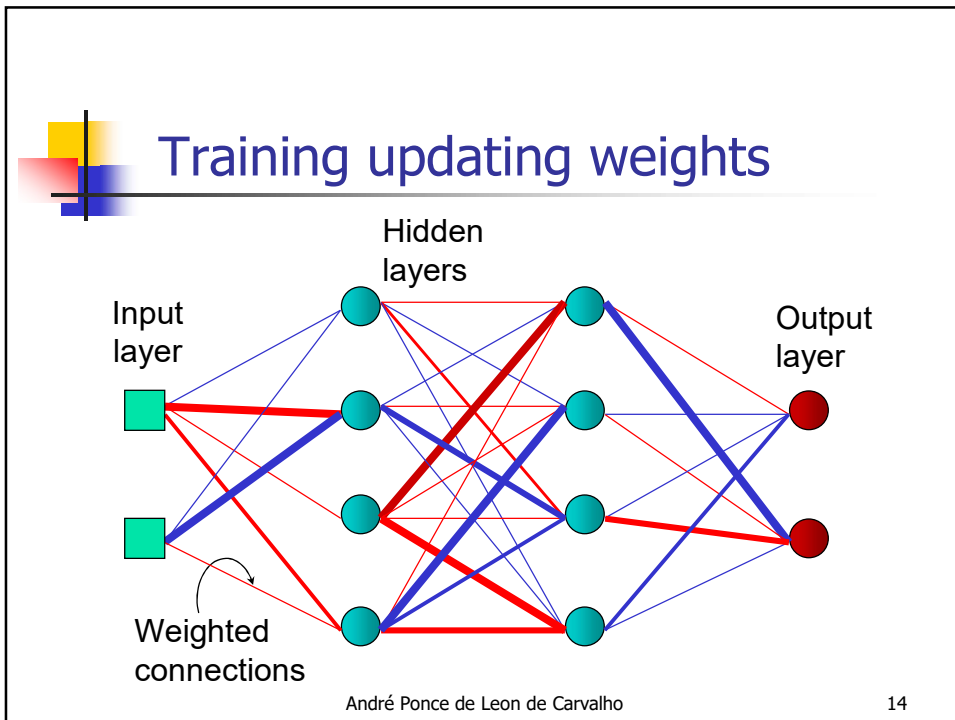 Training updating weights
Hidden
layers
Input
layer
Output
layer
Weighted
connections
André Ponce de Leon de Carvalho
14